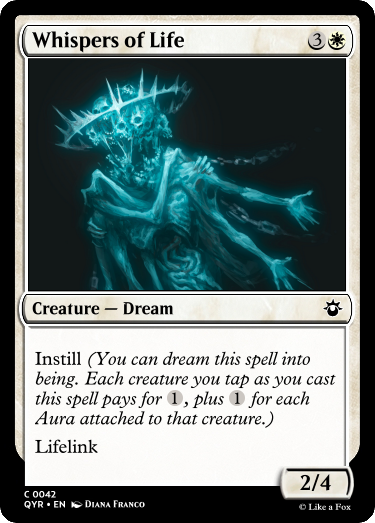 Whispers of Life 3
Creature — Dream
Instill (You can dream this spell into
being. Each creature you tap as you cast
this spell pays for 1, plus 1 for each
Aura attached to that creature.)
Lifelink
2/4
C 0042
QYR • EN Diana Franco
© Like a Fox